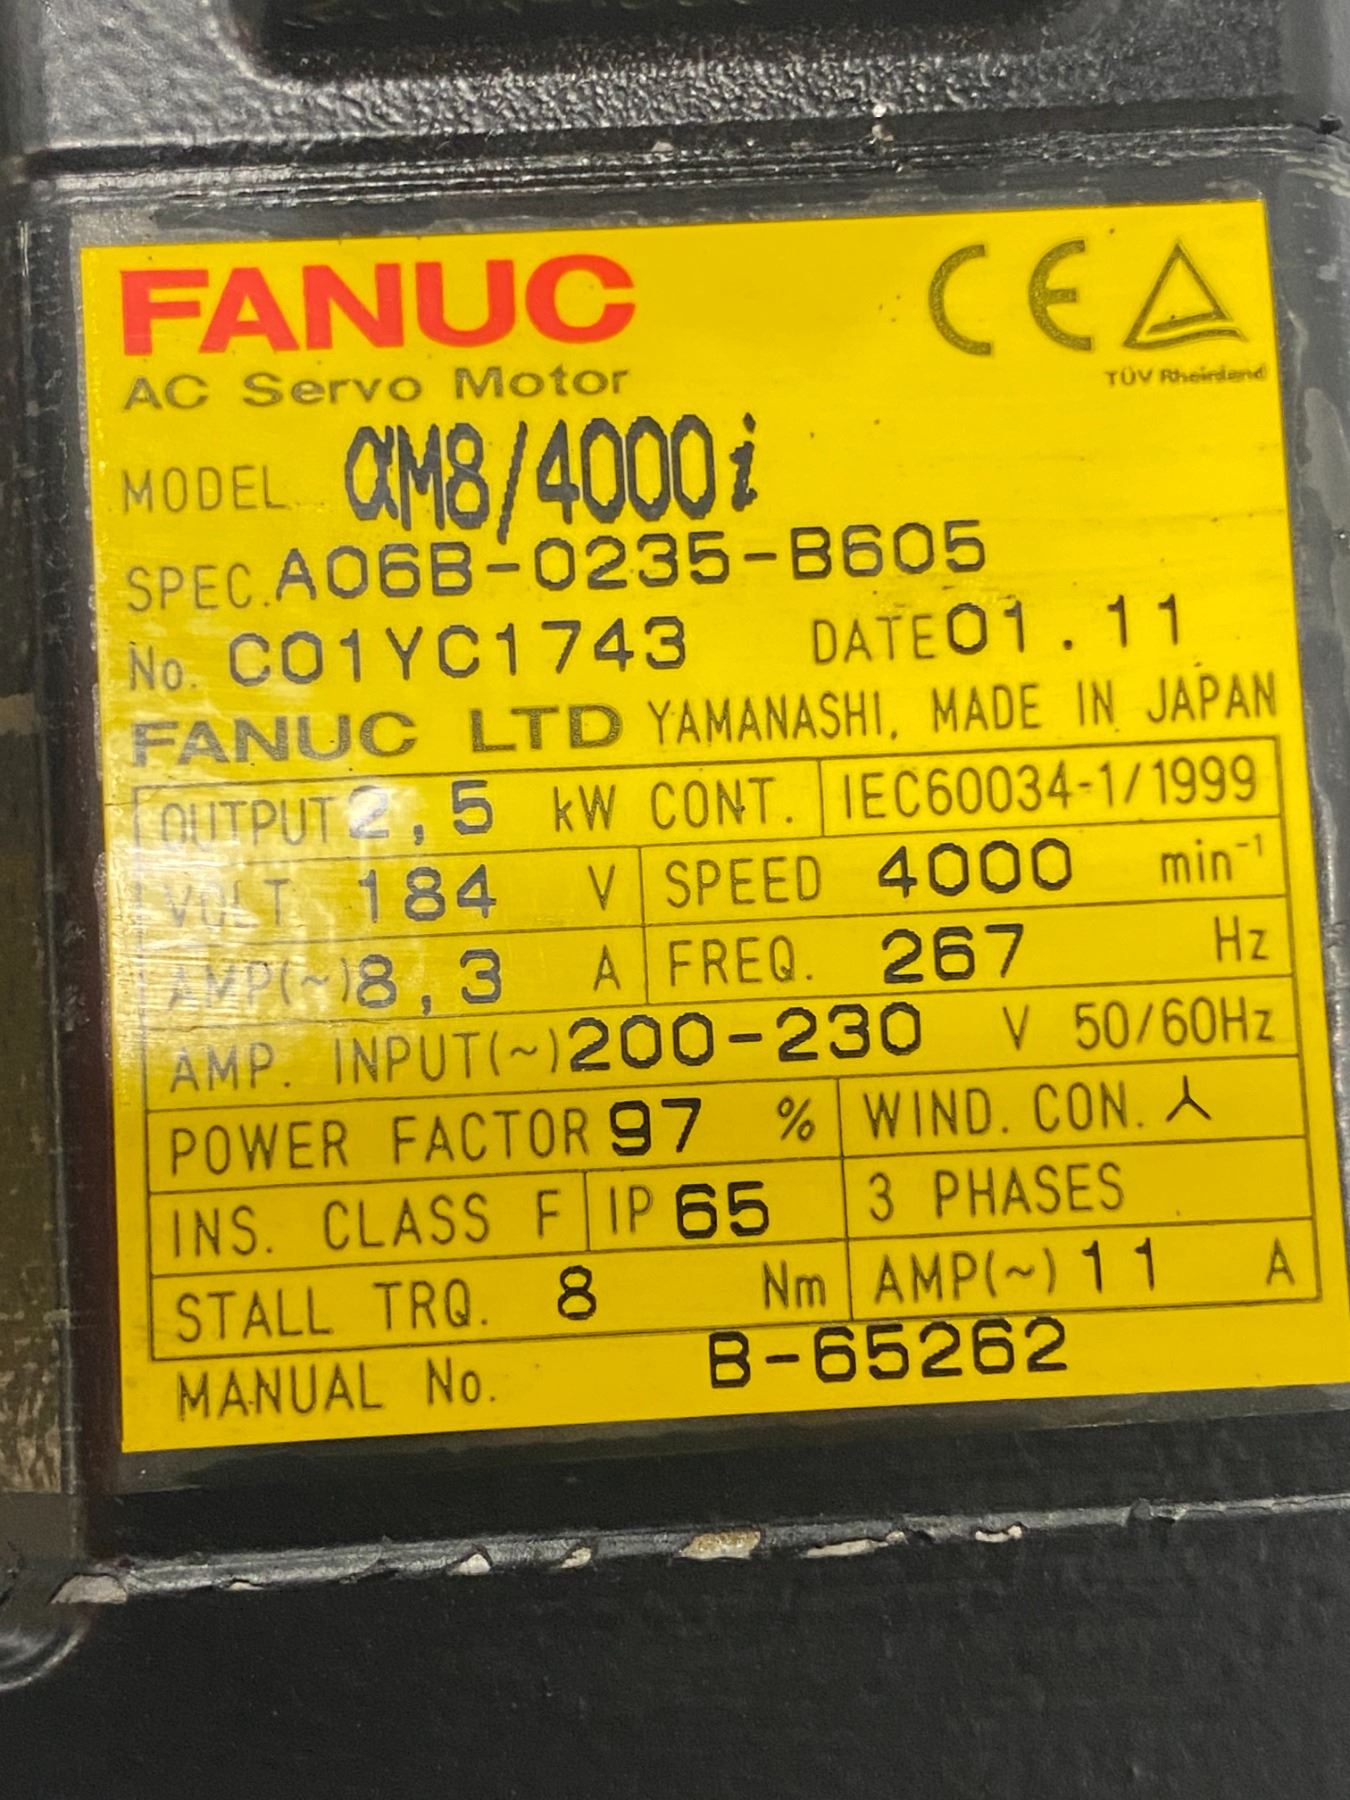 FANUC CE
AC Servo Motor TÜV Rheinland
MODEL αM8/4000i
SPEC. A06B-0235-B605
No. C01YC1743 DATE 01.11
FANUC LTD YAMANASHI, MADE IN JAPAN
OUTPUT 2,5 kW CONT. IEC60034-1/1999
VOLT 184 V SPEED 4000 min⁻¹
AMP(~) 8,3 A FREQ. 267 Hz
AMP. INPUT(~) 200-230 V 50/60Hz
POWER FACTOR 97 % WIND. CON. ⅄
INS. CLASS F IP 65 3 PHASES
STALL TRQ. 8 Nm AMP(~) 11 A
MANUAL No. B-65262